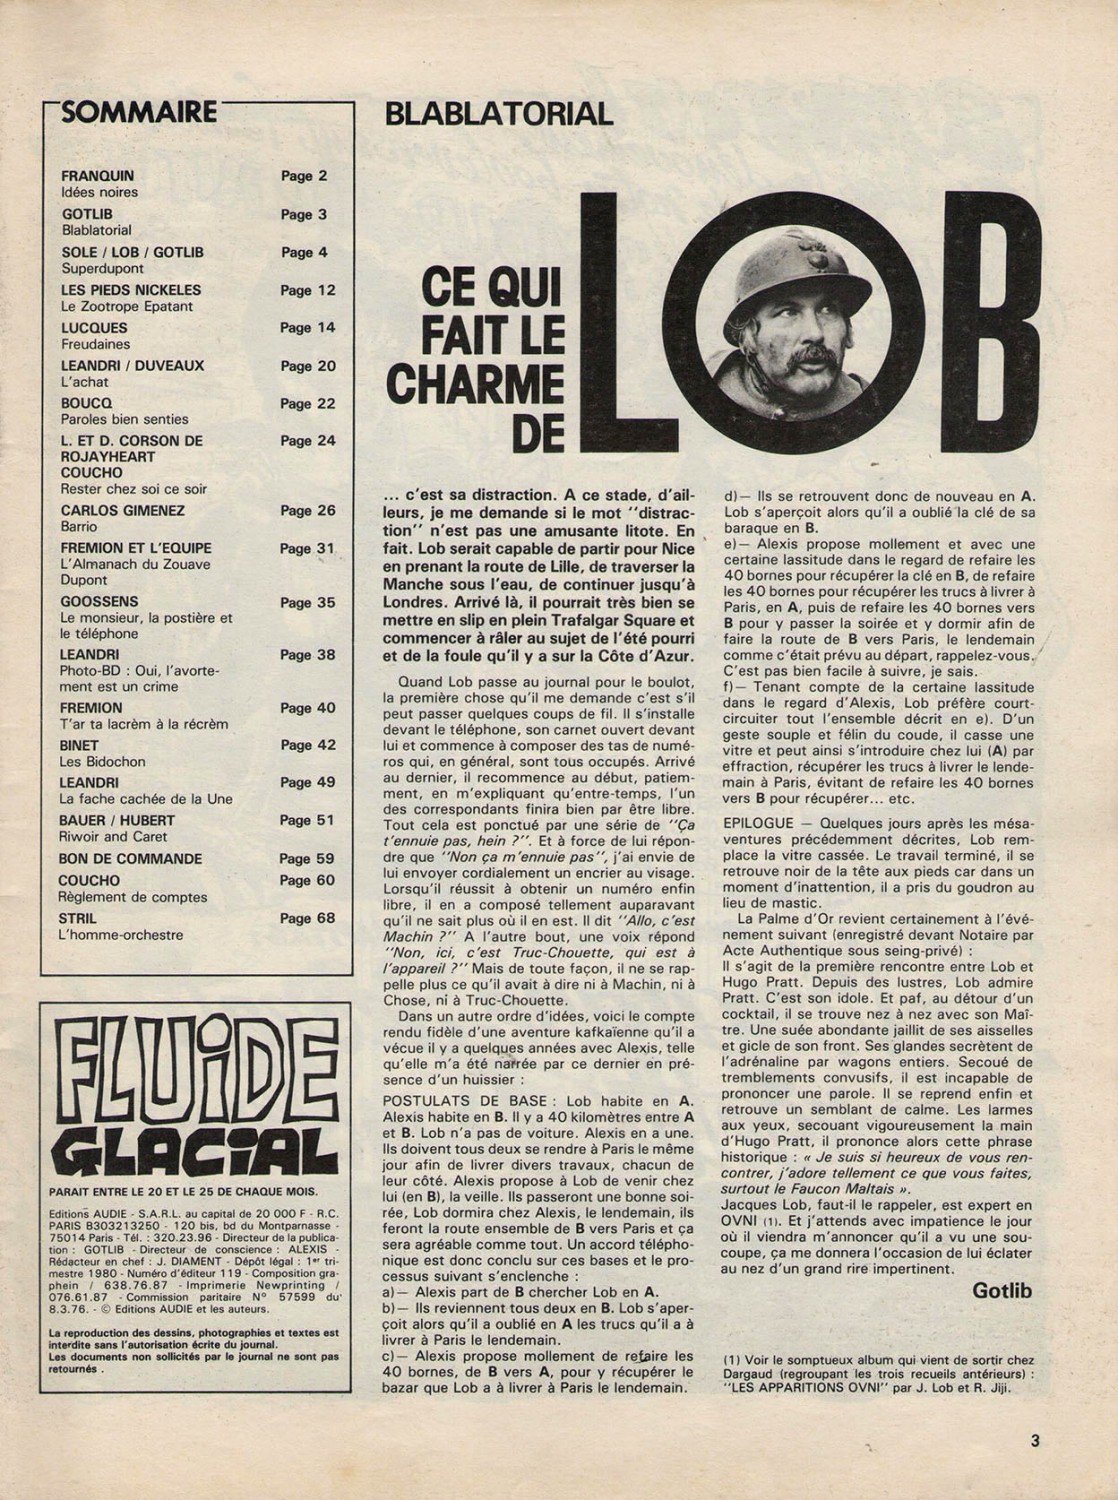 SOMMAIRE
FRANQUIN Page 2
Idées noires
GOTLIB Page 3
Blablatorial
SOLE / LOB / GOTLIB Page 4
Superdupont
LES PIEDS NICKELES Page 12
Le Zootrope Epatant
LUCQUES Page 14
Freudaines
LEANDRI / DUVEAUX Page 20
L'achat
BOUCQ Page 22
Paroles bien senties
L. ET D. CORSON DE Page 24
ROJAYHEART
COUCHO
Rester chez soi ce soir
CARLOS GIMENEZ Page 26
Barrio
FREMION ET L'EQUIPE Page 31
L'Almanach du Zouave
Dupont
GOOSSENS Page 35
Le monsieur, la postière et
le téléphone
LEANDRI Page 38
Photo-BD : Oui, l'avorte-
ment est un crime
FREMION Page 40
T'ar ta lacrèm à la récrèm
BINET Page 42
Les Bidochon
LEANDRI Page 49
La fache cachée de la Une
BAUER / HUBERT Page 51
Riwoir and Caret
BON DE COMMANDE Page 59
COUCHO Page 60
Règlement de comptes
STRIL Page 68
L'homme-orchestre
FLUIDE
GLACIAL
PARAIT ENTRE LE 20 ET LE 25 DE CHAQUE MOIS.
Editions AUDIE - S.A.R.L. au capital de 20 000 F - R.C.
PARIS B303213250 - 120 bis, bd du Montparnasse -
75014 Paris - Tél. : 320.23.96 - Directeur de la publica-
tion : GOTLIB - Directeur de conscience : ALEXIS -
Rédacteur en chef : J. DIAMENT - Dépôt légal : 1er tri-
mestre 1980 - Numéro d'éditeur 119 - Composition gra-
phein / 638.76.87 - Imprimerie Newprinting /
076.61.87 - Commission paritaire N° 57599 du
8.3.76. - © Editions AUDIE et les auteurs.
La reproduction des dessins, photographies et textes est
interdite sans l'autorisation écrite du journal.
Les documents non sollicités par le journal ne sont pas
retournés .
BLABLATORIAL
CE QUI
FAIT LE
CHARME
DE
LOB
... c'est sa distraction. A ce stade, d'ail-
leurs, je me demande si le mot "distrac-
tion" n'est pas une amusante litote. En
fait. Lob serait capable de partir pour Nice
en prenant la route de Lille, de traverser la
Manche sous l'eau, de continuer jusqu'à
Londres. Arrivé là, il pourrait très bien se
mettre en slip en plein Trafalgar Square et
commencer à râler au sujet de l'été pourri
et de la foule qu'il y a sur la Côte d'Azur.
Quand Lob passe au journal pour le boulot,
la première chose qu'il me demande c'est s'il
peut passer quelques coups de fil. Il s'installe
devant le téléphone, son carnet ouvert devant
lui et commence à composer des tas de numé-
ros qui, en général, sont tous occupés. Arrivé
au dernier, il recommence au début, patiem-
ment, en m'expliquant qu'entre-temps, l'un
des correspondants finira bien par être libre.
Tout cela est ponctué par une série de "Ça
t'ennuie pas, hein ?". Et à force de lui répon-
dre que "Non ça m'ennuie pas", j'ai envie de
lui envoyer cordialement un encrier au visage.
Lorsqu'il réussit à obtenir un numéro enfin
libre, il en a composé tellement auparavant
qu'il ne sait plus où il en est. Il dit "Allo, c'est
Machin ?" A l'autre bout, une voix répond
"Non, ici, c'est Truc-Chouette, qui est à
l'appareil ?" Mais de toute façon, il ne se rap-
pelle plus ce qu'il avait à dire ni à Machin, ni à
Chose, ni à Truc-Chouette.
Dans un autre ordre d'idées, voici le compte
rendu fidèle d'une aventure kafkaïenne qu'il a
vécue il y a quelques années avec Alexis, telle
qu'elle m'a été narrée par ce dernier en pré-
sence d'un huissier :
POSTULATS DE BASE : Lob habite en A.
Alexis habite en B. Il y a 40 kilomètres entre A
et B. Lob n'a pas de voiture. Alexis en a une.
Ils doivent tous deux se rendre à Paris le même
jour afin de livrer divers travaux, chacun de
leur côté. Alexis propose à Lob de venir chez
lui (en B), la veille. Ils passeront une bonne soi-
rée, Lob dormira chez Alexis, le lendemain, ils
feront la route ensemble de B vers Paris et ça
sera agréable comme tout. Un accord télépho-
nique est donc conclu sur ces bases et le pro-
cessus suivant s'enclenche :
a)— Alexis part de B chercher Lob en A.
b)— Ils reviennent tous deux en B. Lob s'aper-
çoit alors qu'il a oublié en A les trucs qu'il a à
livrer à Paris le lendemain.
c)— Alexis propose mollement de refaire les
40 bornes, de B vers A, pour y récupérer le
bazar que Lob a à livrer à Paris le lendemain.
d)— Ils se retrouvent donc de nouveau en A.
Lob s'aperçoit alors qu'il a oublié la clé de sa
baraque en B.
e)— Alexis propose mollement et avec une
certaine lassitude dans le regard de refaire les
40 bornes pour récupérer la clé en B, de refaire
les 40 bornes pour récupérer les trucs à livrer à
Paris, en A, puis de refaire les 40 bornes vers
B pour y passer la soirée et y dormir afin de
faire la route de B vers Paris, le lendemain
comme c'était prévu au départ, rappelez-vous.
C'est pas bien facile à suivre, je sais.
f)— Tenant compte de la certaine lassitude
dans le regard d'Alexis, Lob préfère court-
circuiter tout l'ensemble décrit en e). D'un
geste souple et félin du coude, il casse une
vitre et peut ainsi s'introduire chez lui (A) par
effraction, récupérer les trucs à livrer le lende-
main à Paris, évitant de refaire les 40 bornes
vers B pour récupérer... etc.
EPILOGUE — Quelques jours après les mésa-
ventures précédemment décrites, Lob rem-
place la vitre cassée. Le travail terminé, il se
retrouve noir de la tête aux pieds car dans un
moment d'inattention, il a pris du goudron au
lieu de mastic.
La Palme d'Or revient certainement à l'évé-
nement suivant (enregistré devant Notaire par
Acte Authentique sous seing-privé) :
Il s'agit de la première rencontre entre Lob et
Hugo Pratt. Depuis des lustres, Lob admire
Pratt. C'est son idole. Et paf, au détour d'un
cocktail, il se trouve nez à nez avec son Maî-
tre. Une suée abondante jaillit de ses aisselles
et gicle de son front. Ses glandes secrètent de
l'adrénaline par wagons entiers. Secoué de
tremblements convusifs, il est incapable de
prononcer une parole. Il se reprend enfin et
retrouve un semblant de calme. Les larmes
aux yeux, secouant vigoureusement la main
d'Hugo Pratt, il prononce alors cette phrase
historique : « Je suis si heureux de vous ren-
contrer, j'adore tellement ce que vous faites,
surtout le Faucon Maltais ».
Jacques Lob, faut-il le rappeler, est expert en
OVNI (1). Et j'attends avec impatience le jour
où il viendra m'annoncer qu'il a vu une sou-
coupe, ça me donnera l'occasion de lui éclater
au nez d'un grand rire impertinent.
Gotlib
(1) Voir le somptueux album qui vient de sortir chez
Dargaud (regroupant les trois recueils antérieurs) :
"LES APPARITIONS OVNI" par J. Lob et R. Jiji.
3